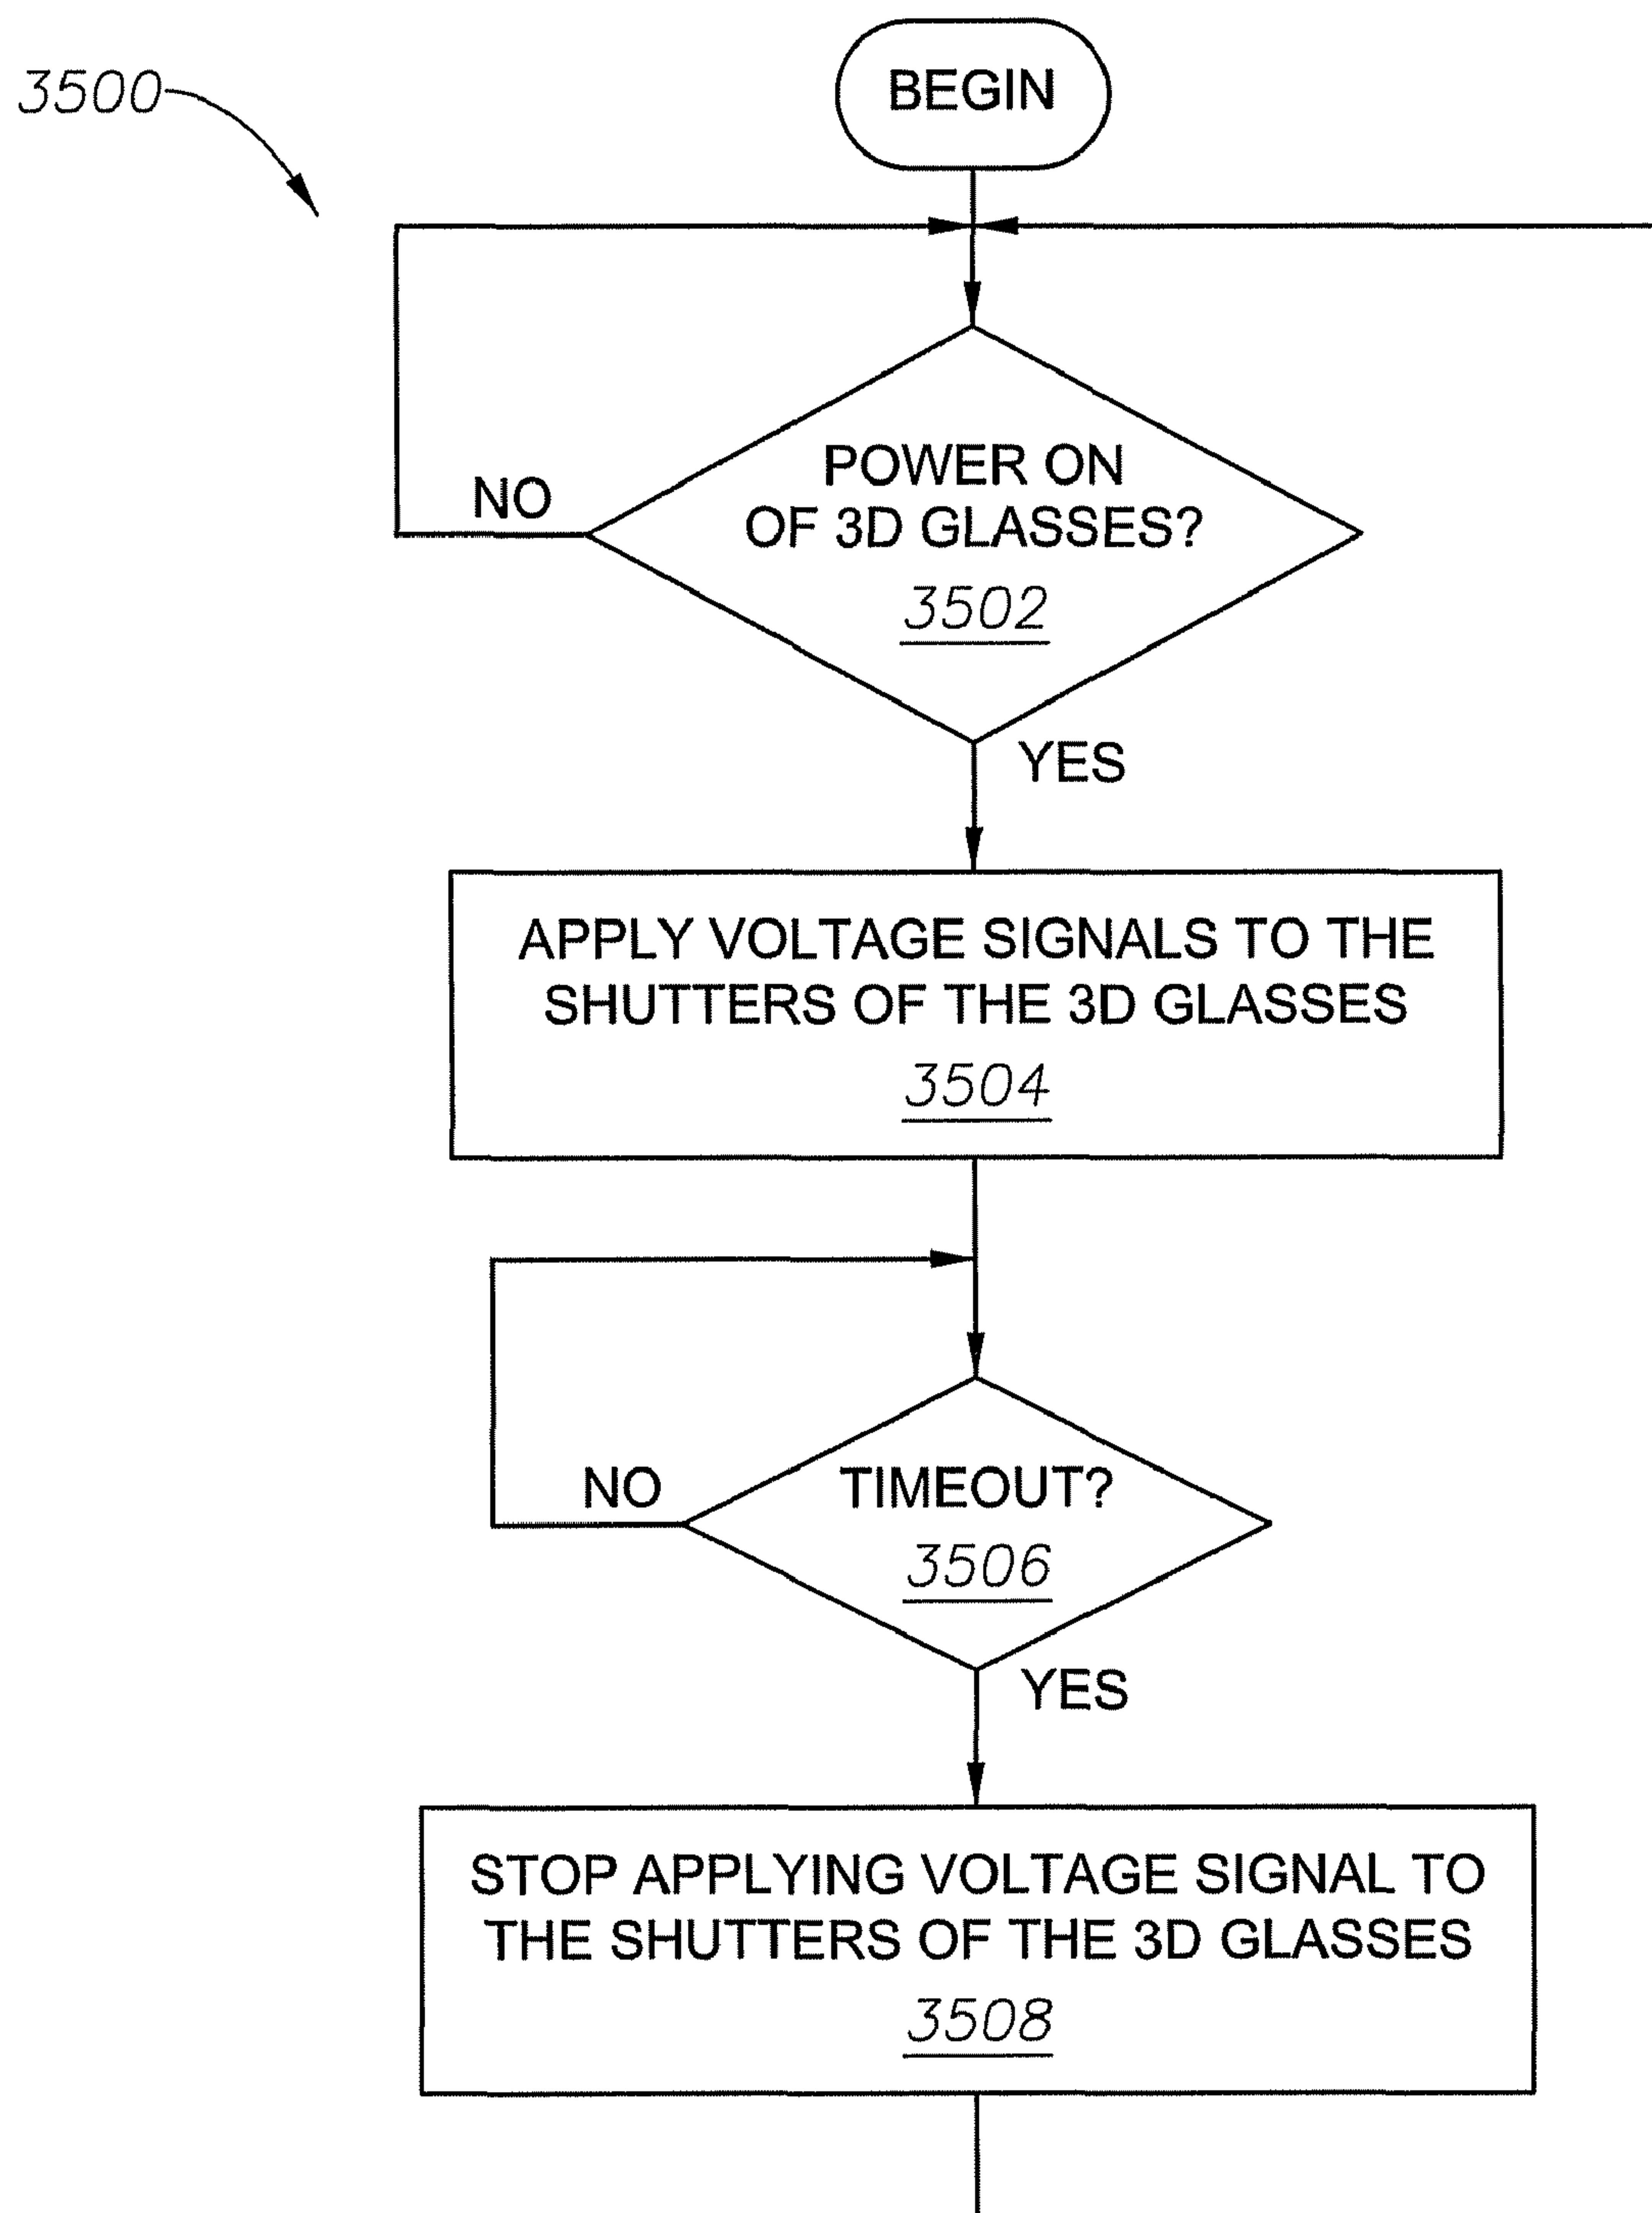 3500
BEGIN
POWER ON
OF 3D GLASSES?
3502
NO
YES
APPLY VOLTAGE SIGNALS TO THE
SHUTTERS OF THE 3D GLASSES
3504
TIMEOUT?
3506
NO
YES
STOP APPLYING VOLTAGE SIGNAL TO
THE SHUTTERS OF THE 3D GLASSES
3508